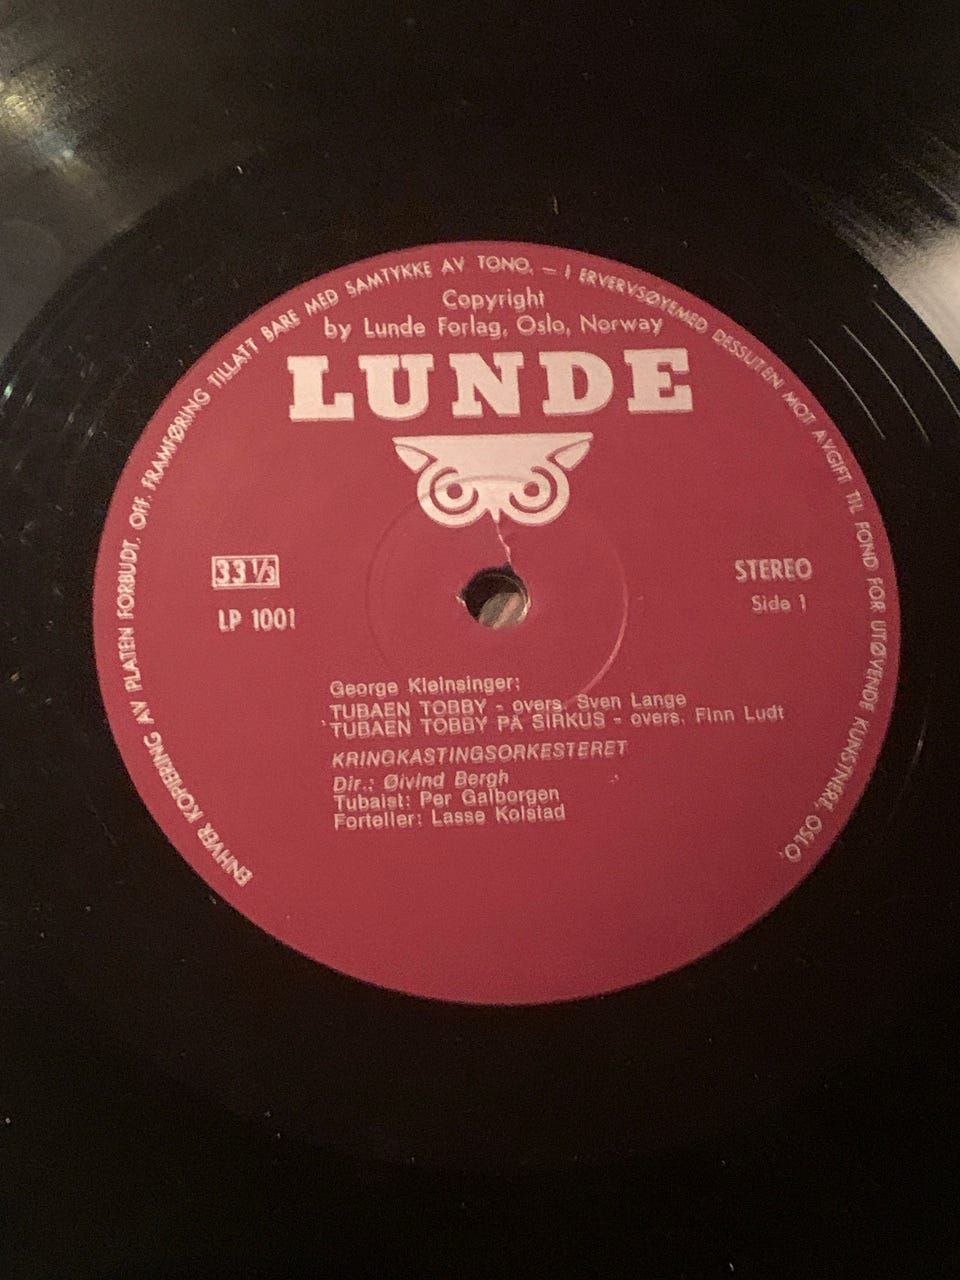 ENHVER KOPIERING AV PLATEN FORBUDT. OFF. FRAMFØRING TILLATT BARE MED SAMTYKKE AV TONO. — I ERVERVSØYEMED DESSUTEN MOT AVGIFT TIL FOND FOR UTØVENDE KUNSTNERE, OSLO.
Copyright
by Lunde Forlag, Oslo, Norway
LUNDE
33 1/3
STEREO
LP 1001
Side 1
George Kleinsinger:
TUBAEN TOBBY - overs. Sven Lange
TUBAEN TOBBY PÅ SIRKUS - overs. Finn Ludt
KRINGKASTINGSORKESTERET
Dir.: Øivind Bergh
Tubaist: Per Galborgen
Forteller: Lasse Kolstad